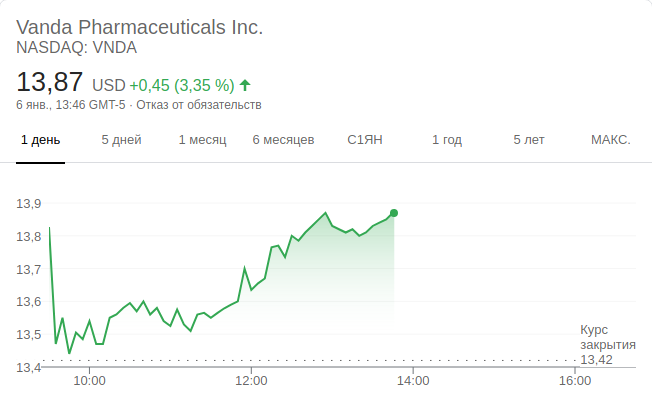 Vanda Pharmaceuticals Inc.
NASDAQ: VNDA
13,87 USD +0,45 (3,35 %)
6 янв., 13:46 GMT-5 · Отказ от обязательств
1 день 5 дней 1 месяц 6 месяцев С1ЯН 1 год 5 лет МАКС.
13,9
13,8
13,7
13,6
13,5
13,4
Курс
закрытия
13,42
10:00 12:00 14:00 16:00